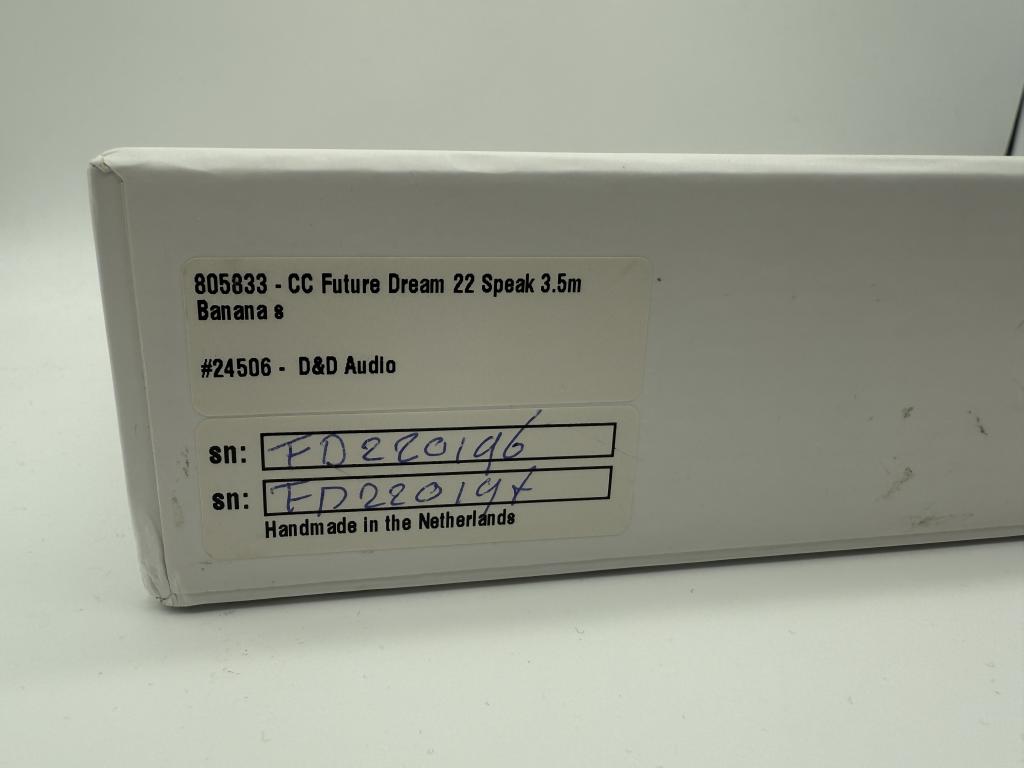 805833 - CC Future Dream 22 Speak 3.5m
Banana s
#24506 - D&D Audio
sn: FD220196
sn: FD220197
Handmade in the Netherlands